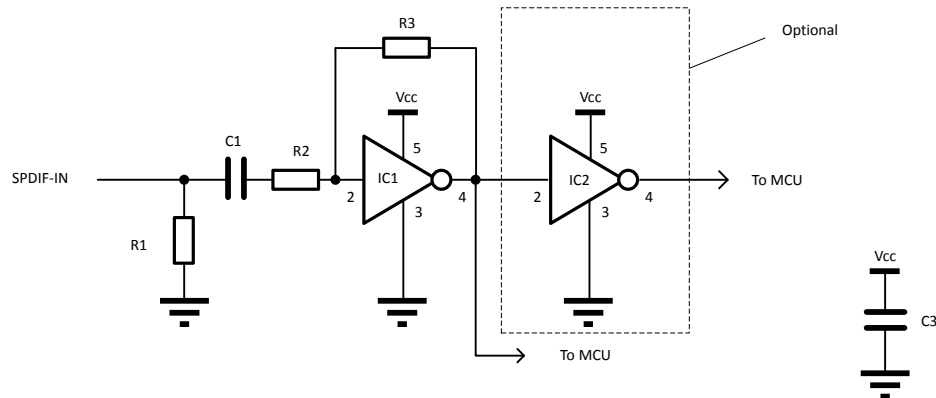 R3
Optional
Vcc
Vcc
C1
R2
5
5
SPDIF-IN
IC1
IC2
To MCU
2
4
2
4
3
3
R1
Vcc
C3
To MCU